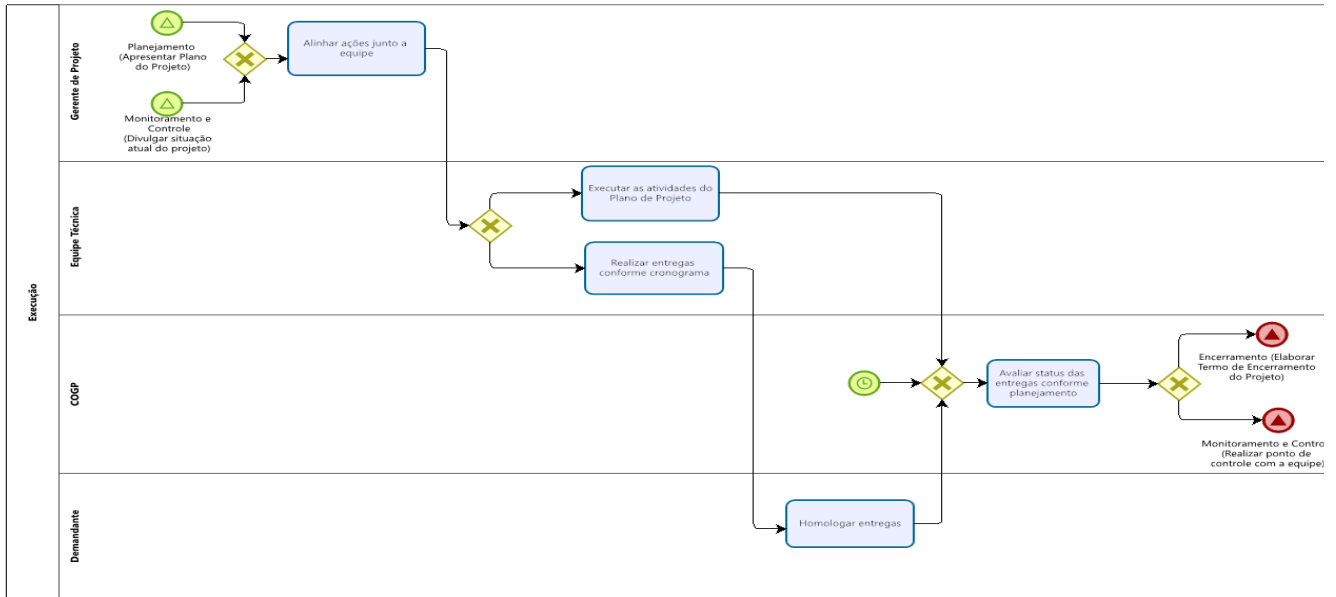 Execução
Gerente de Projeto
Planejamento
(Apresentar Plano
do Projeto)
Monitoramento e
Controle
(Divulgar situação
atual do projeto)
Alinhar ações junto a
equipe
Equipe Técnica
Executar as atividades do
Plano de Projeto
Realizar entregas
conforme cronograma
COGP
Avaliar status das
entregas conforme
planejamento
Encerramento (Elaborar
Termo de Encerramento
do Projeto)
Monitoramento e Contro
(Realizar ponto de
controle com a equipe)
Demandante
Homologar entregas